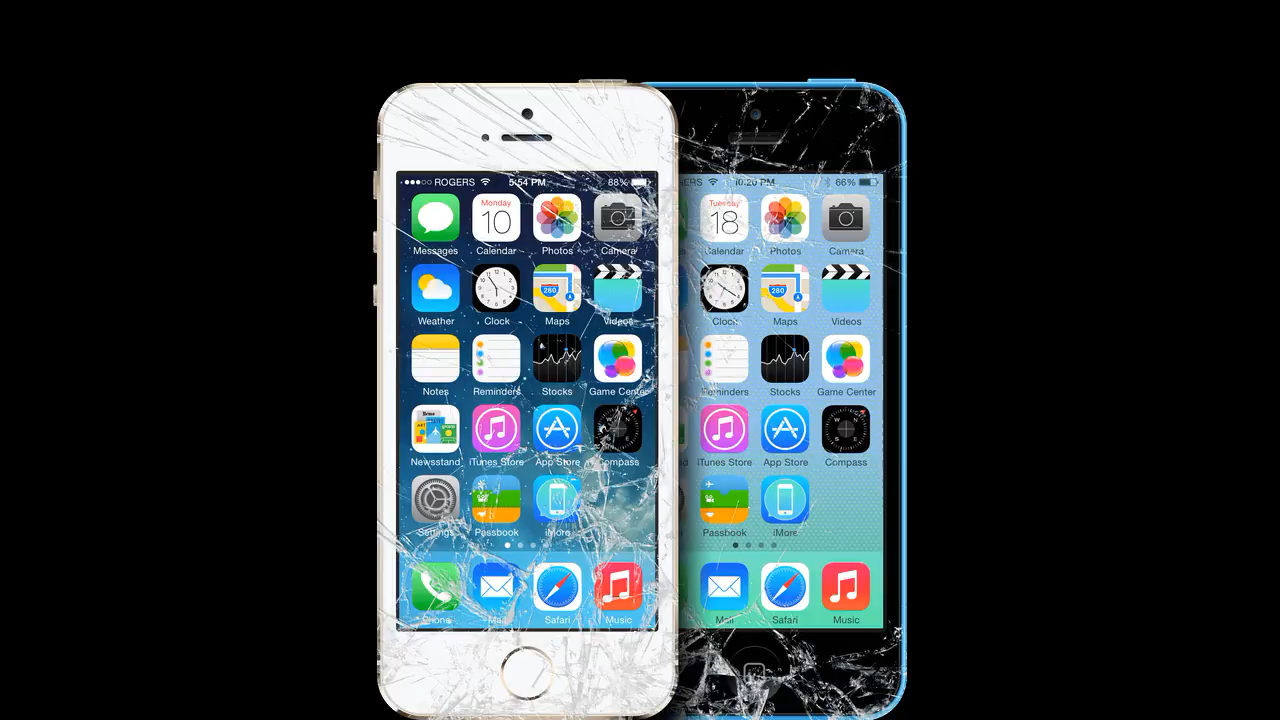 ROGERS 5:54 PM 88%
Monday
10
Messages Calendar Photos Camera
280
Weather Clock Maps Videos
Notes Reminders Stocks Game Center
Newsstand iTunes Store App Store Compass
Settings Passbook iMore
Phone Mail Safari Music
ERS 10:20 PM 66%
Tuesday
18
Calendar Photos Camera
280
Clock Maps Videos
Reminders Stocks Game Center
d iTunes Store App Store Compass
Passbook iMore
Mail Safari Music